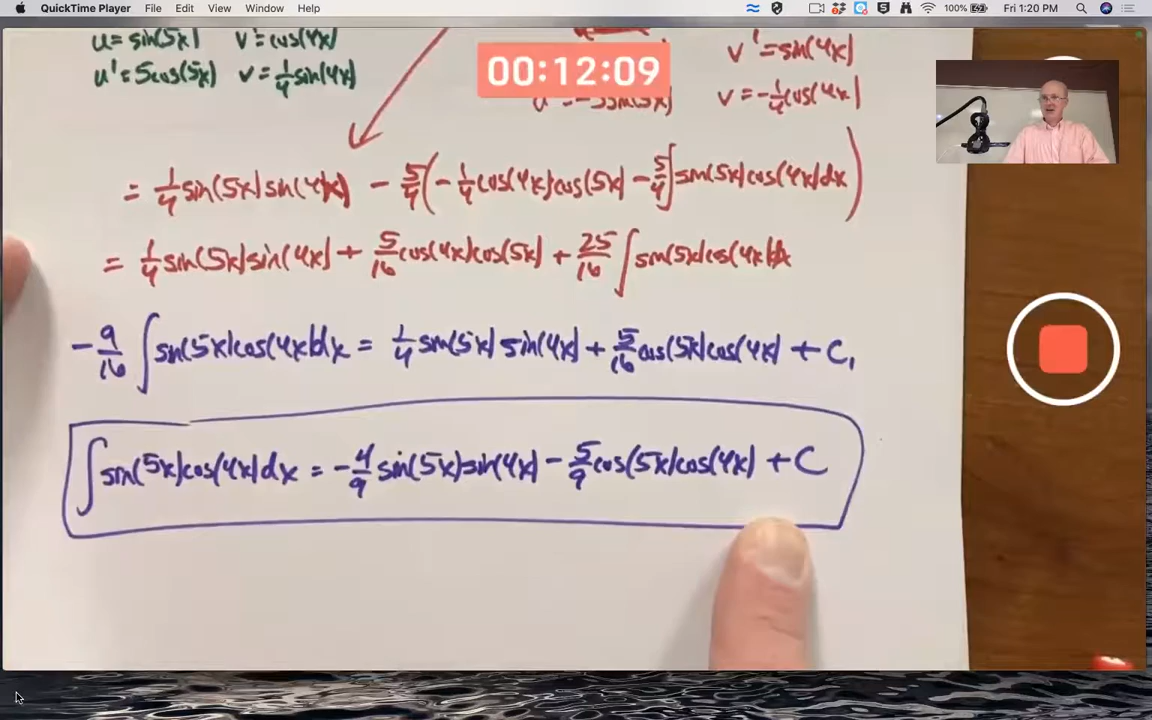 QuickTime Player File Edit View Window Help 100% Fri 1:20 PM
00:12:09
u = sin(5x) v' = cos(4x)
u' = 5cos(5x) v = 1/4 sin(4x)
v' = sin(4x)
v = -1/4 cos(4x)
= 1/4 sin(5x) sin(4x) - 5/4 ( -1/4 cos(4x) cos(5x) - 5/4 ∫ sin(5x) cos(4x) dx )
= 1/4 sin(5x) sin(4x) + 5/16 cos(4x) cos(5x) + 25/16 ∫ sin(5x) cos(4x) dx
-9/16 ∫ sin(5x) cos(4x) dx = 1/4 sin(5x) sin(4x) + 5/16 cos(5x) cos(4x) + C₁
∫ sin(5x) cos(4x) dx = -4/9 sin(5x) sin(4x) - 5/9 cos(5x) cos(4x) + C